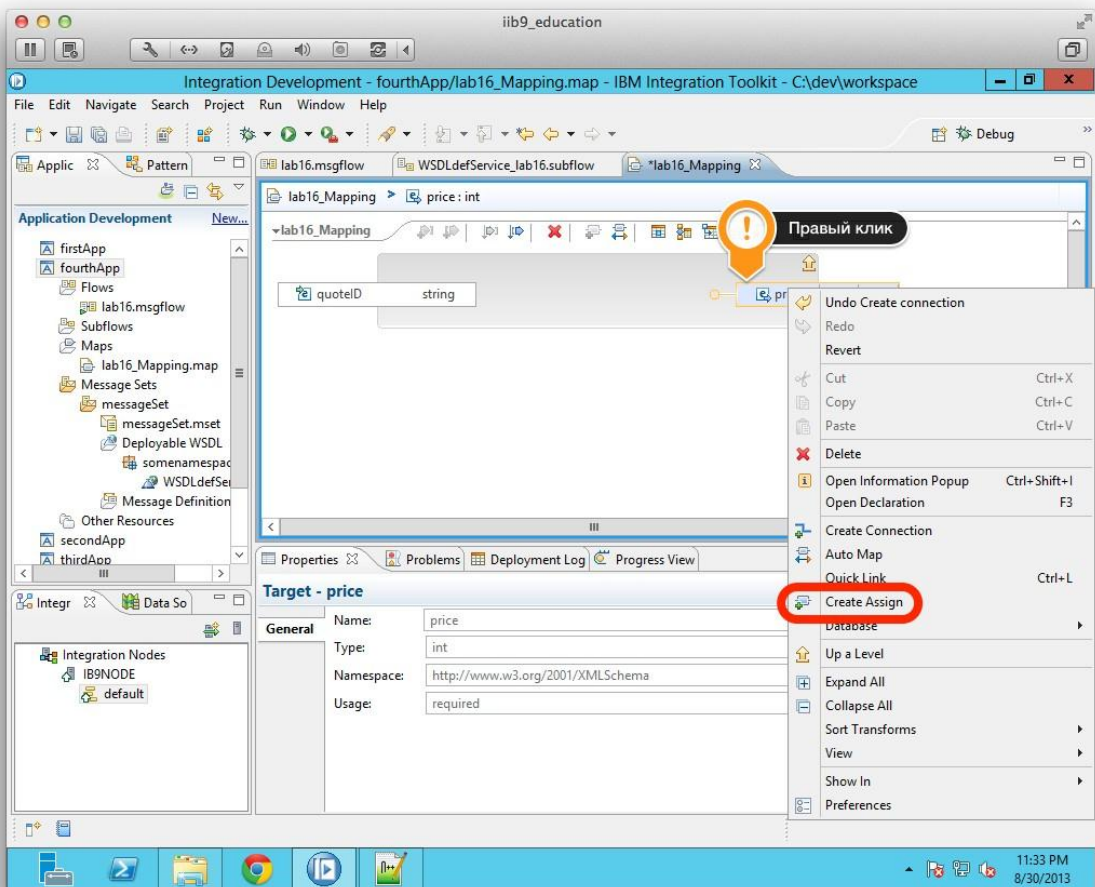 iib9_education
Integration Development - fourthApp/lab16_Mapping.map - IBM Integration Toolkit - C:\dev\workspace
File Edit Navigate Search Project Run Window Help
Debug
Applic
Pattern
lab16.msgflow
WSDLdefService_lab16.subflow
*lab16_Mapping
lab16_Mapping > price : int
Application Development New...
firstApp
fourthApp
Flows
lab16.msgflow
Subflows
Maps
lab16_Mapping.map
Message Sets
messageSet
messageSet.mset
Deployable WSDL
somenamespac
WSDLdefSer
Message Definition
Other Resources
secondApp
thirdApp
lab16_Mapping
Правый клик
quoteID string
pr
Undo Create connection
Redo
Revert
Cut Ctrl+X
Copy Ctrl+C
Paste Ctrl+V
Delete
Open Information Popup Ctrl+Shift+I
Open Declaration F3
Create Connection
Auto Map
Quick Link Ctrl+L
Create Assign
Database
Up a Level
Expand All
Collapse All
Sort Transforms
View
Show In
Preferences
Properties
Problems
Deployment Log
Progress View
Target - price
General
Name: price
Type: int
Namespace: http://www.w3.org/2001/XMLSchema
Usage: required
Integr
Data So
Integration Nodes
IB9NODE
default
11:33 PM
8/30/2013